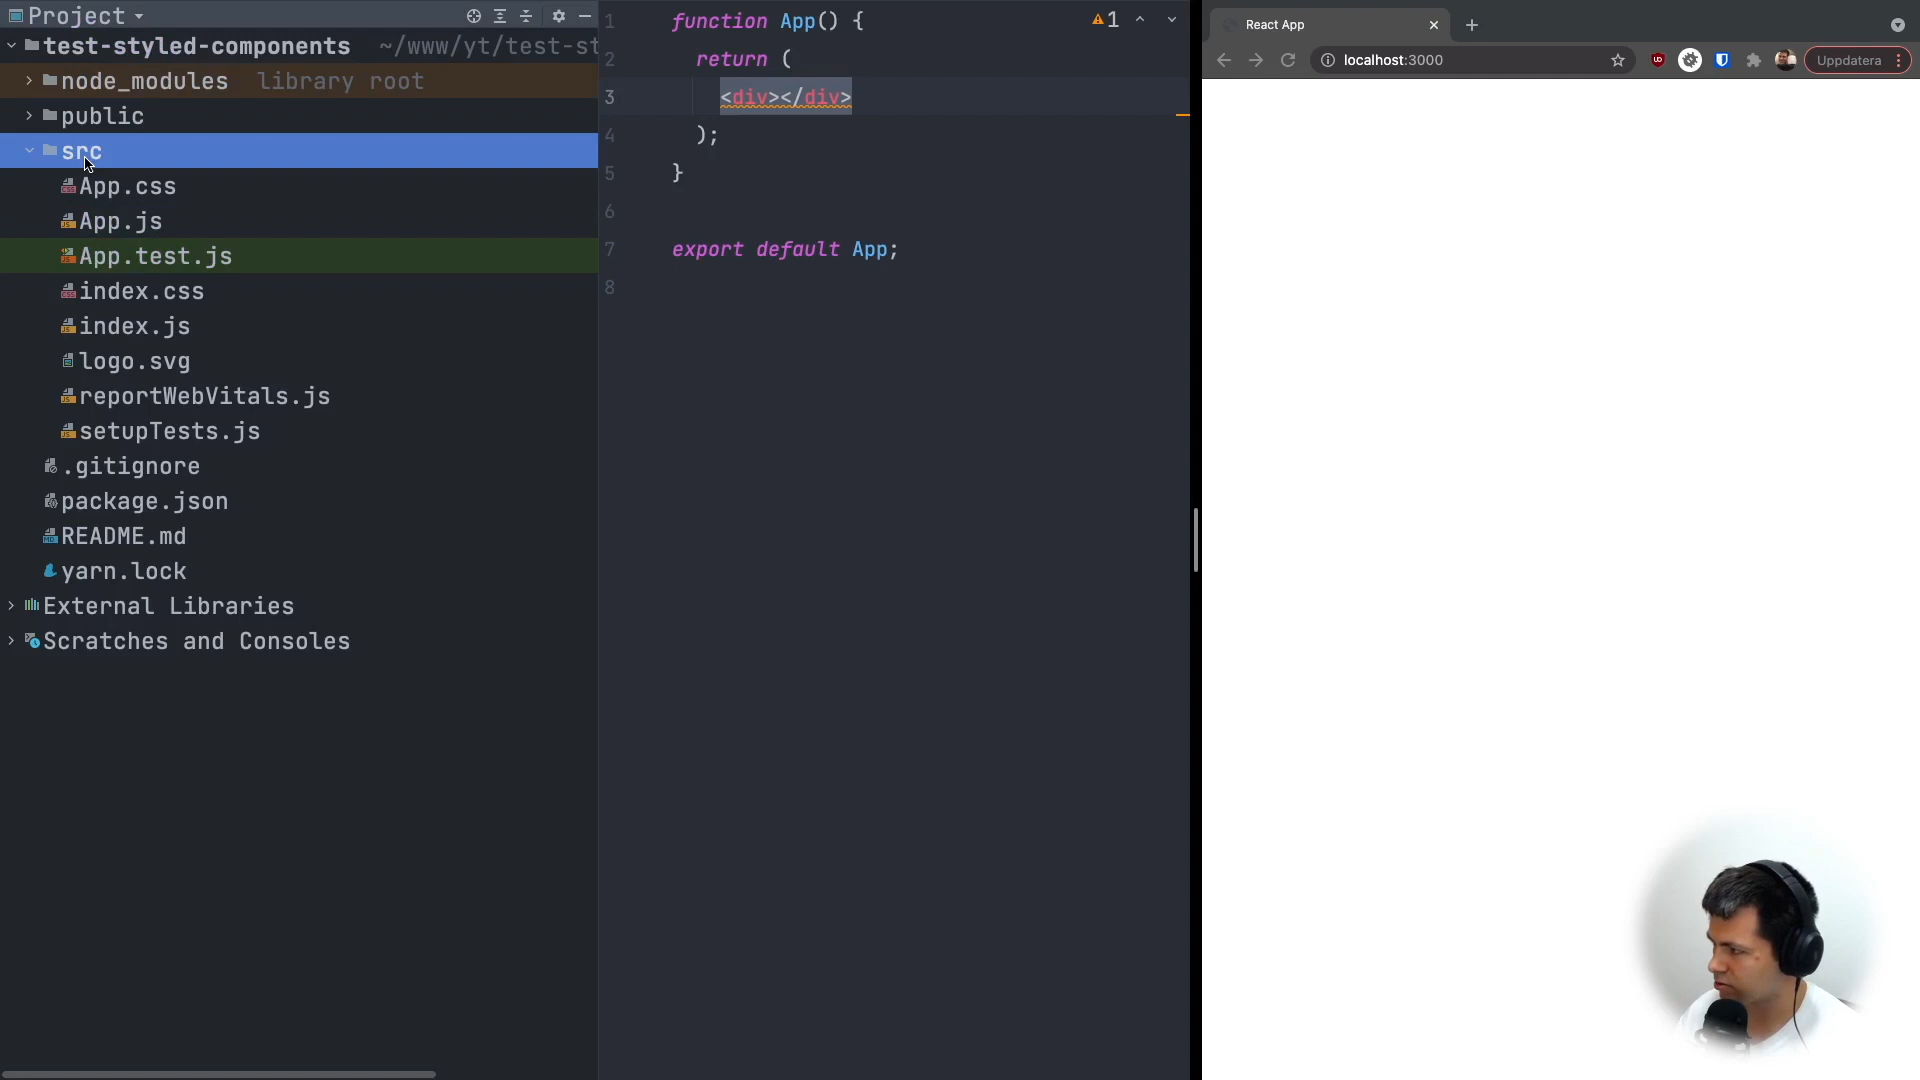 Project
test-styled-components ~/www/yt/test-st
node_modules library root
public
src
App.css
App.js
App.test.js
index.css
index.js
logo.svg
reportWebVitals.js
setupTests.js
.gitignore
package.json
README.md
yarn.lock
External Libraries
Scratches and Consoles
1 function App() {
2 return (
3 <div></div>
4 );
5 }
6
7 export default App;
8
1
React App
localhost:3000
Uppdatera